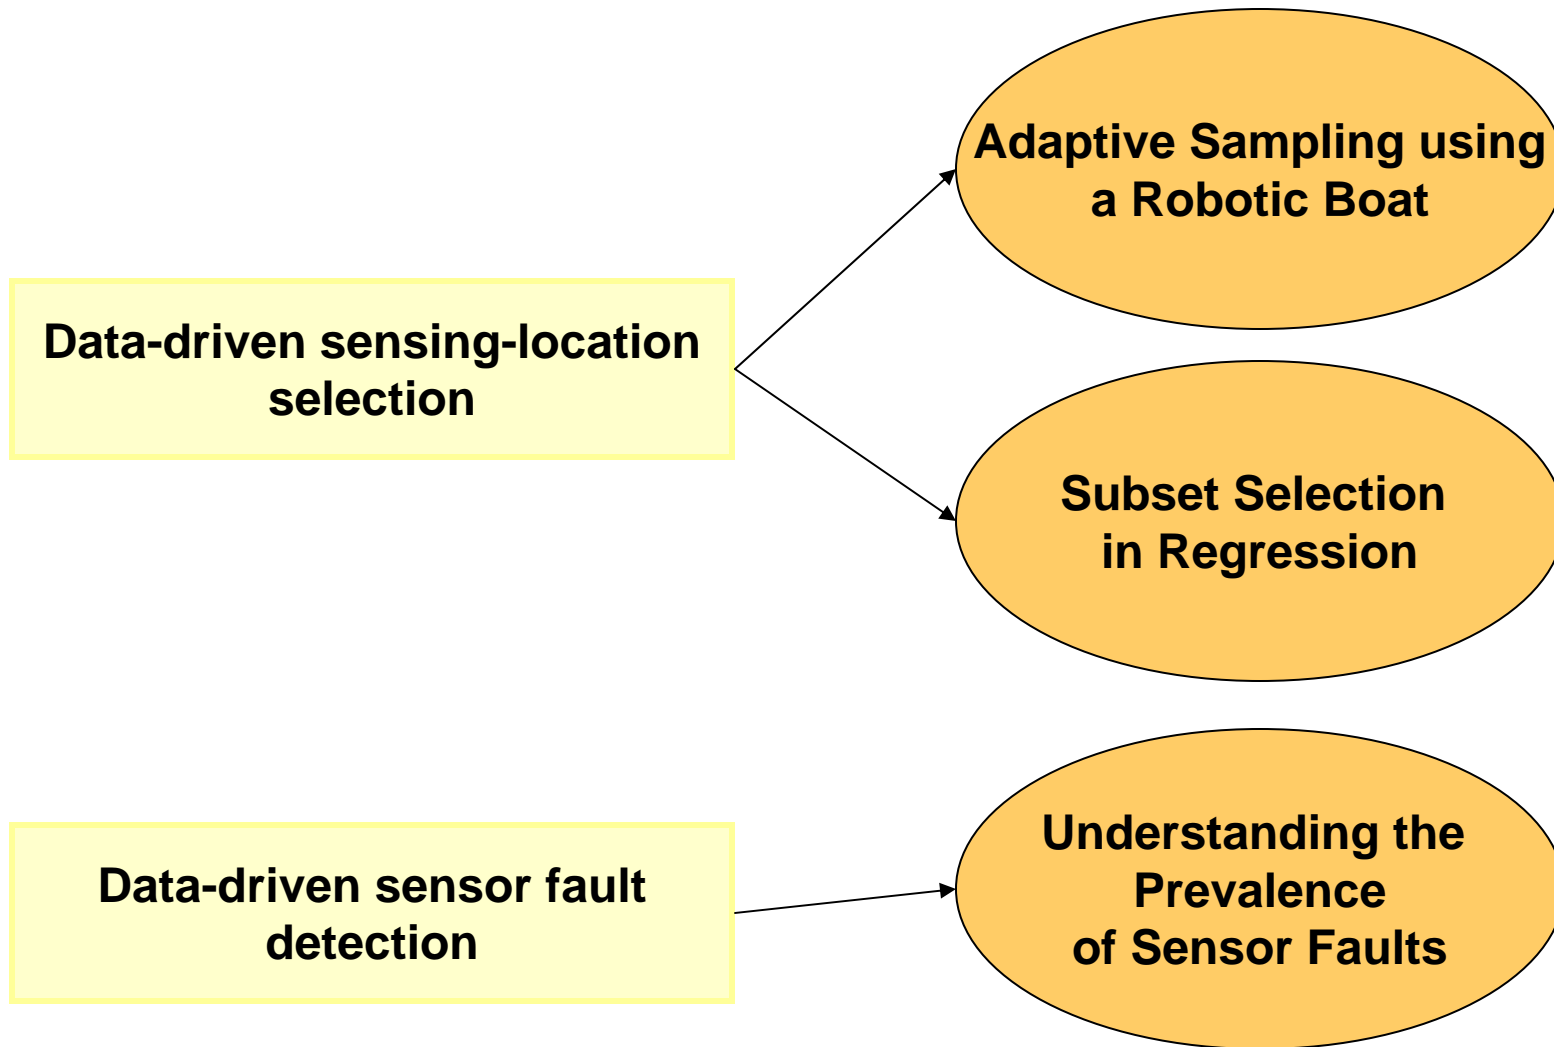 Adaptive Sampling using
a Robotic Boat
Data-driven sensing-location
selection
Subset Selection
in Regression
Understanding the
Prevalence
of Sensor Faults
Data-driven sensor fault
detection